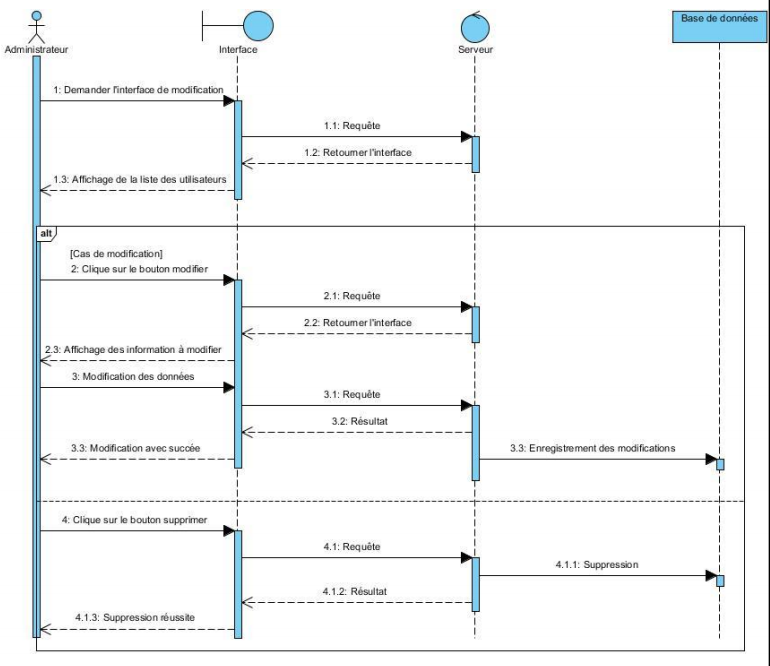 Administrateur
Interface
Serveur
Base de données
1: Demander l'interface de modification
1.1: Requête
1.2: Retourner l'interface
1.3: Affichage de la liste des utilisateurs
alt
[Cas de modification]
2: Clique sur le bouton modifier
2.1: Requête
2.2: Retourner l'interface
2.3: Affichage des information à modifier
3: Modification des données
3.1: Requête
3.2: Résultat
3.3: Modification avec succée
3.3: Enregistrement des modifications
4: Clique sur le bouton supprimer
4.1: Requête
4.1.1: Suppression
4.1.2: Résultat
4.1.3: Suppression réussite